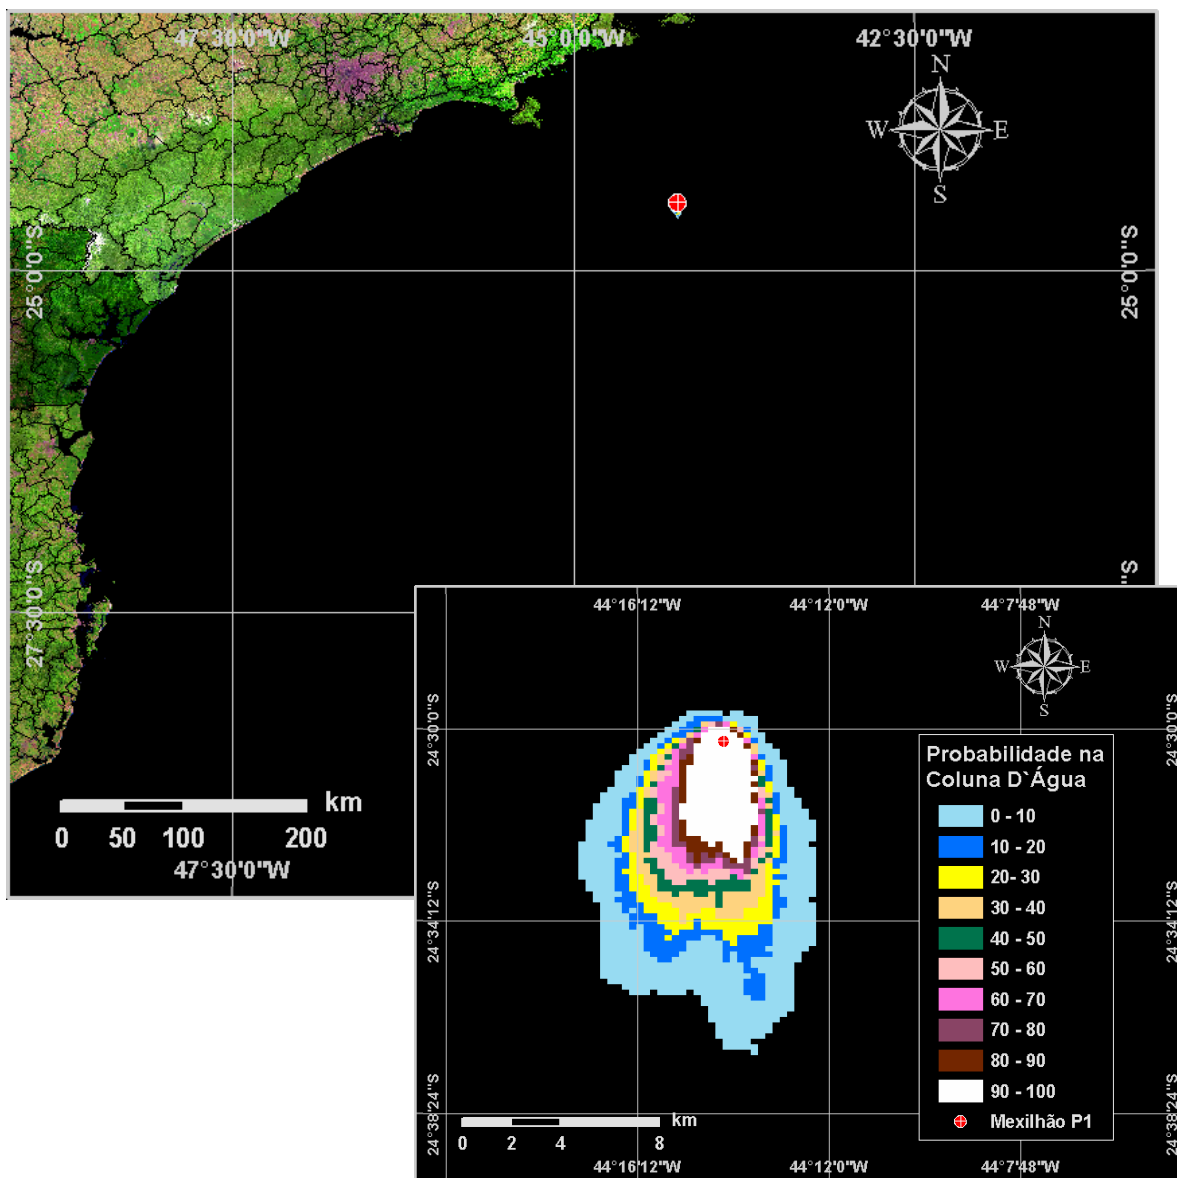 47°30'0"W
45°0'0"W
42°30'0"W
N
W
E
S
25°0'0"S
25°0'0"S
27°30'0"S
"S
km
0 50 100 200
47°30'0"W
44°16'12"W
44°12'0"W
44°7'48"W
N
W
E
S
24°30'0"S
24°30'0"S
24°34'12"S
24°34'12"S
24°38'24"S
24°38'24"S
Probabilidade na
Coluna D`Água
0 - 10
10 - 20
20- 30
30 - 40
40 - 50
50 - 60
60 - 70
70 - 80
80 - 90
90 - 100
Mexilhão P1
km
0 2 4 8
44°16'12"W
44°12'0"W
44°7'48"W